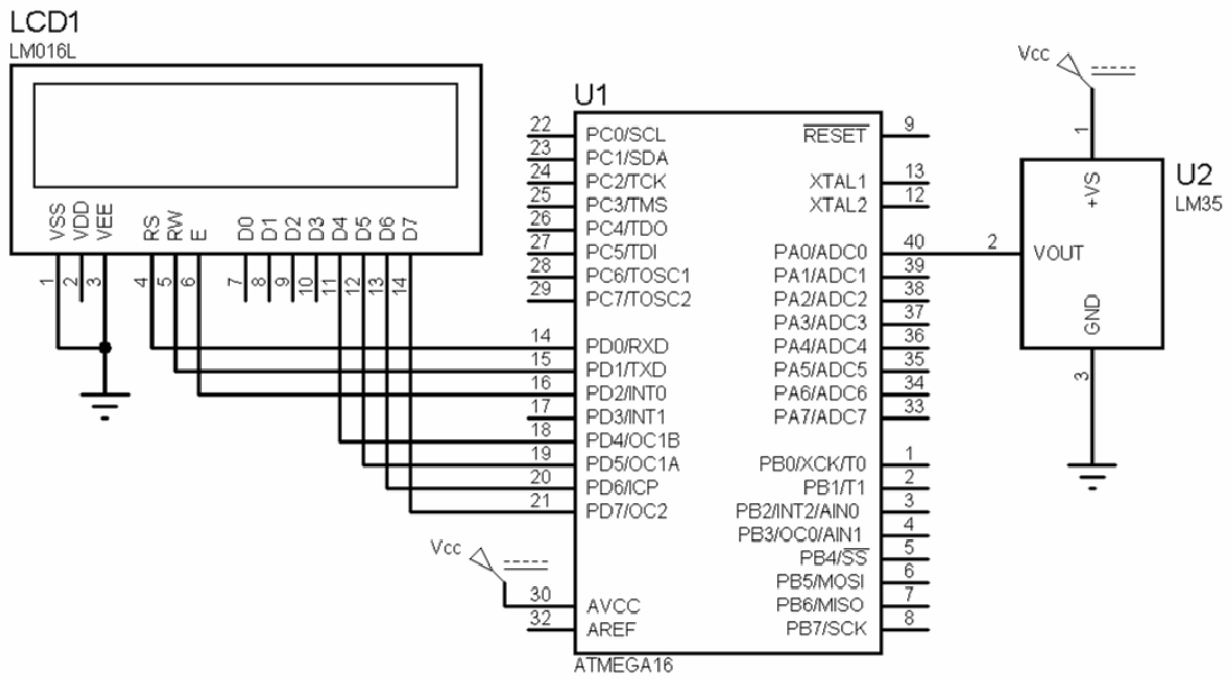 LCD1
LM016L
VSS
VDD
VEE
RS
RW
E
D0
D1
D2
D3
D4
D5
D6
D7
1
2
3
4
5
6
7
8
9
10
11
12
13
14
U1
22 PC0/SCL
23 PC1/SDA
24 PC2/TCK
25 PC3/TMS
26 PC4/TDO
27 PC5/TDI
28 PC6/TOSC1
29 PC7/TOSC2
14 PD0/RXD
15 PD1/TXD
16 PD2/INT0
17 PD3/INT1
18 PD4/OC1B
19 PD5/OC1A
20 PD6/ICP
21 PD7/OC2
Vcc
30 AVCC
32 AREF
RESET 9
XTAL1 13
XTAL2 12
PA0/ADC0 40
PA1/ADC1 39
PA2/ADC2 38
PA3/ADC3 37
PA4/ADC4 36
PA5/ADC5 35
PA6/ADC6 34
PA7/ADC7 33
PB0/XCK/T0 1
PB1/T1 2
PB2/INT2/AIN0 3
PB3/OC0/AIN1 4
PB4/SS 5
PB5/MOSI 6
PB6/MISO 7
PB7/SCK 8
ATMEGA16
Vcc
1
+VS
U2
LM35
2 VOUT
GND
3